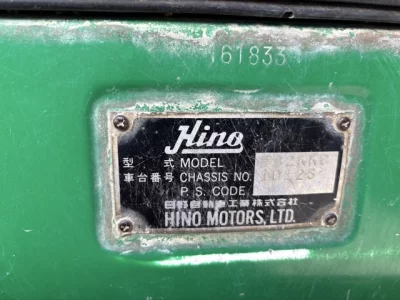 161833
Hino
型式 MODEL
車台番号 CHASSIS NO.
P.S. CODE
日野自動車工業株式会社
HINO MOTORS, LTD.